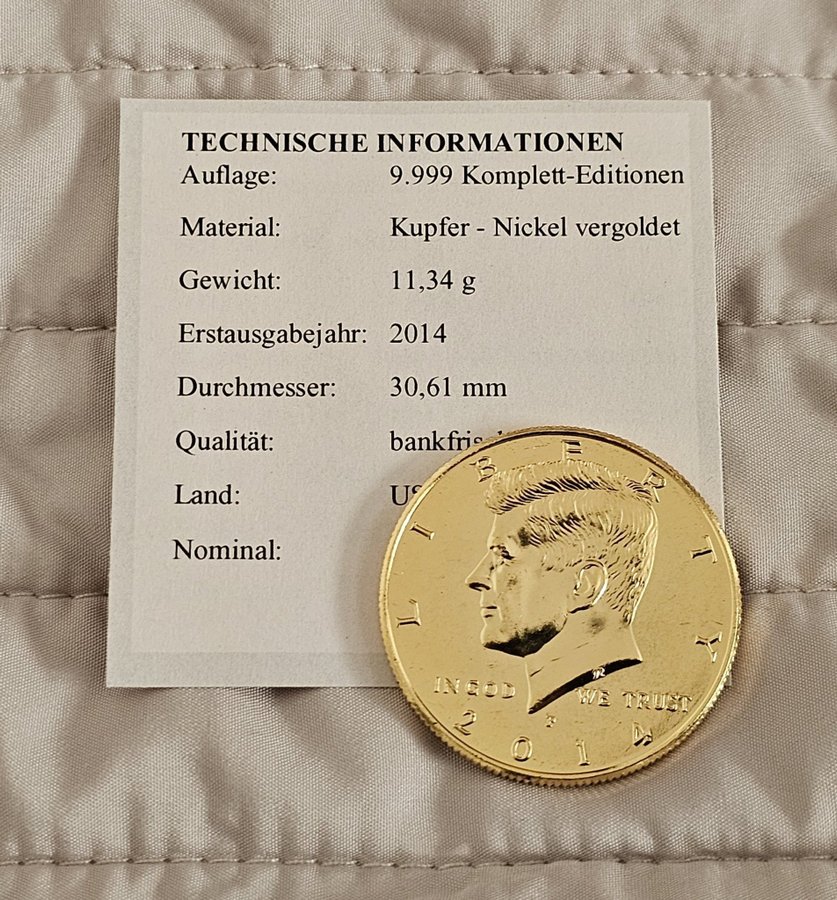 TECHNISCHE INFORMATIONEN
Auflage: 9.999 Komplett-Editionen
Material: Kupfer - Nickel vergoldet
Gewicht: 11,34 g
Erstausgabejahr: 2014
Durchmesser: 30,61 mm
Qualität:
Land:
Nominal:
LIBERTY
IN GOD WE TRUST
P
2014